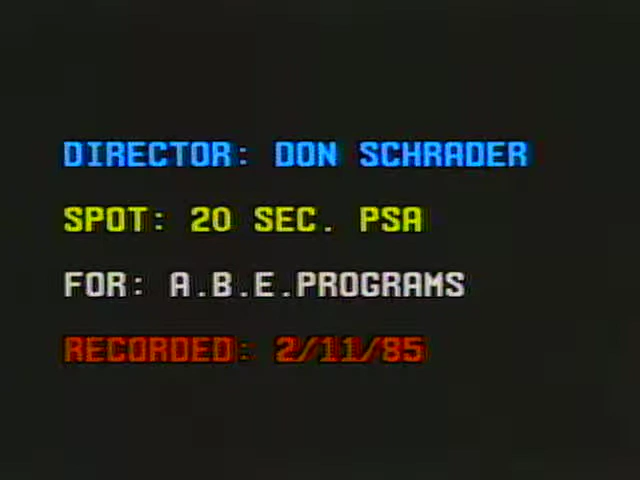 DIRECTOR: DON SCHRADER
SPOT: 20 SEC. PSA
FOR: A.B.E.PROGRAMS
RECORDED: 2/11/85